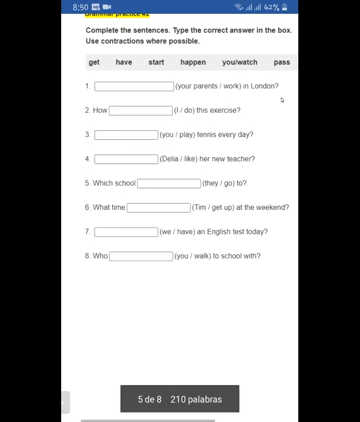 8:50 42%
Grammar practice #2
Complete the sentences. Type the correct answer in the box.
Use contractions where possible.
get have start happen you/watch pass
1. (your parents / work) in London?
2. How (I / do) this exercise?
3. (you / play) tennis every day?
4. (Delia / like) her new teacher?
5. Which school (they / go) to?
6. What time (Tim / get up) at the weekend?
7. (we / have) an English test today?
8. Who (you / walk) to school with?
5 de 8 210 palabras